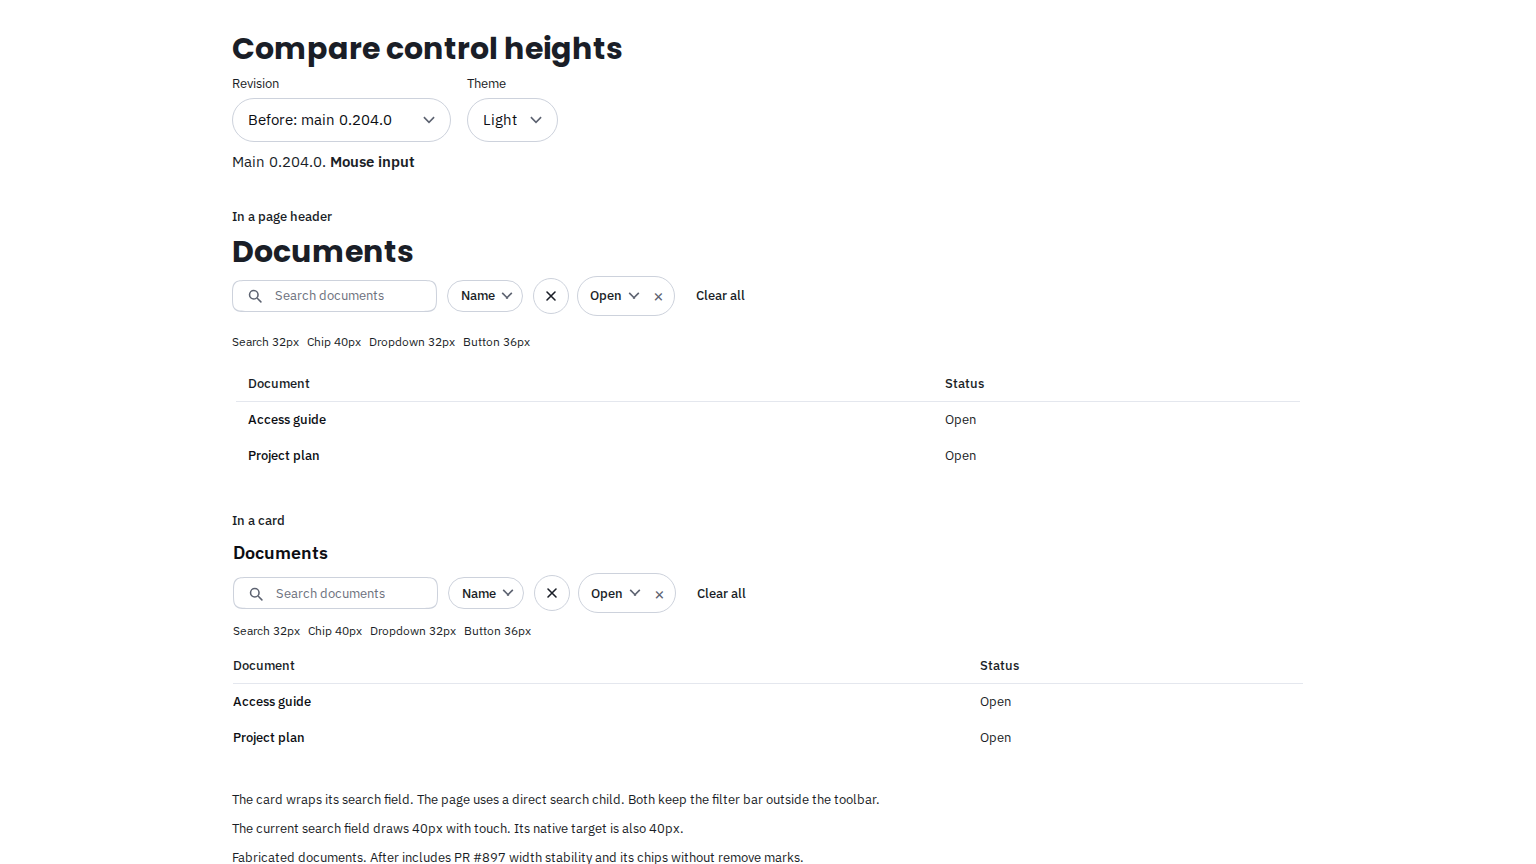 Compare control heights
Revision Theme
Before: main 0.204.0 Light
Main 0.204.0. Mouse input
In a page header
Documents
Search documents Name Open Clear all
Search 32px Chip 40px Dropdown 32px Button 36px
Document Status
Access guide Open
Project plan Open
In a card
Documents
Search documents Name Open Clear all
Search 32px Chip 40px Dropdown 32px Button 36px
Document Status
Access guide Open
Project plan Open
The card wraps its search field. The page uses a direct search child. Both keep the filter bar outside the toolbar.
The current search field draws 40px with touch. Its native target is also 40px.
Fabricated documents. After includes PR #897 width stability and its chips without remove marks.